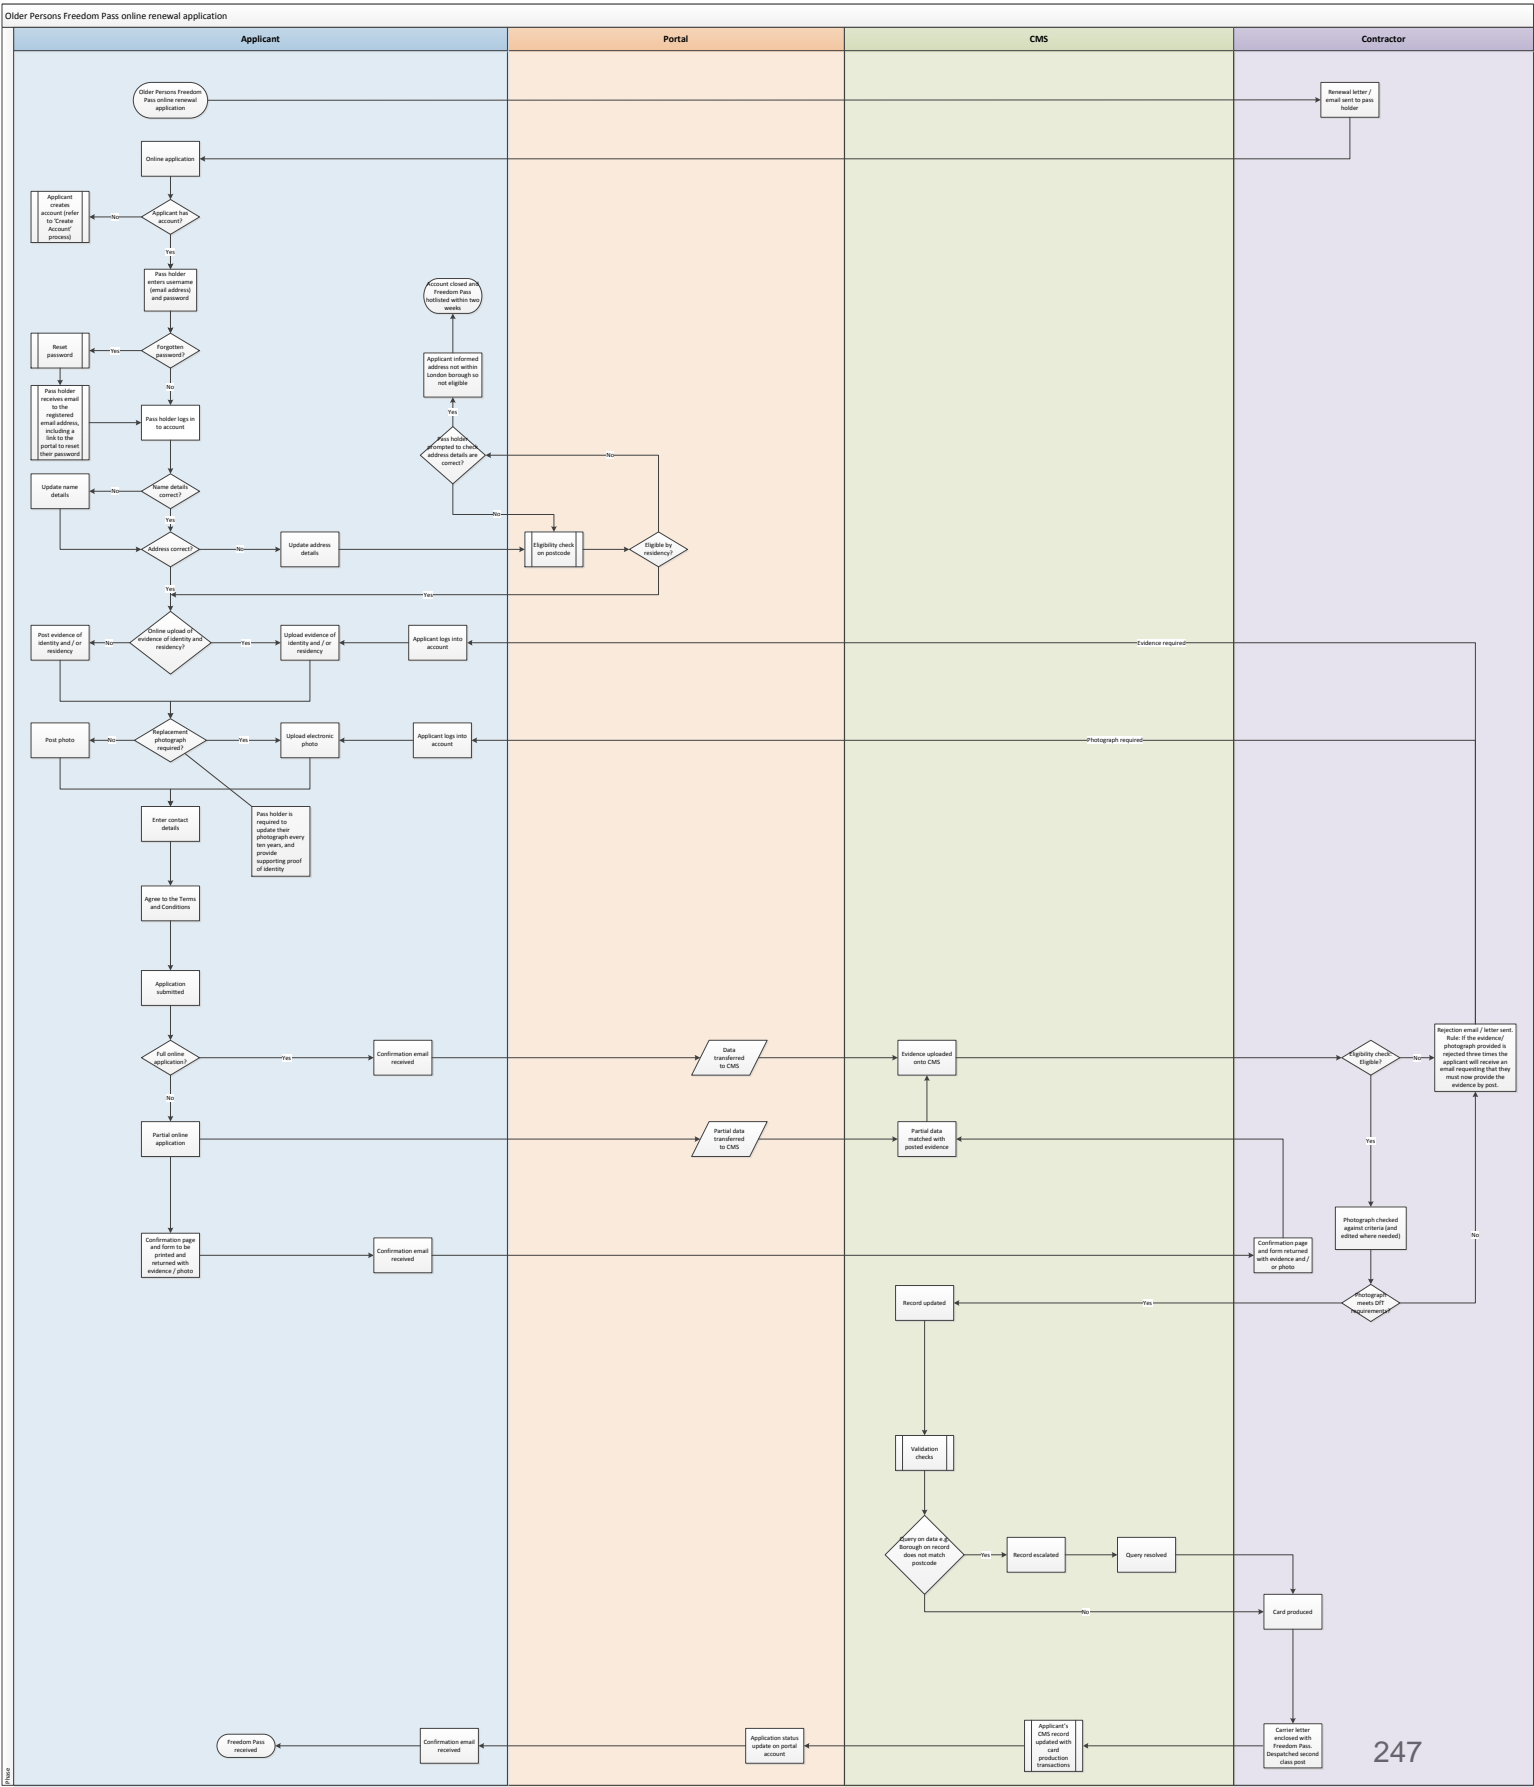 Older Persons Freedom Pass online renewal application
Applicant
Portal
CMS
Contractor
Older Persons Freedom
Pass online renewal
application
Renewal letter /
email sent to pass
holder
Online application
Applicant
creates
account (refer
to 'Create
Account'
process)
No
Applicant has
account?
Yes
Pass holder
enters username
(email address)
and password
Account closed and
Freedom Pass
hotlisted within two
weeks
Reset
password
Yes
Forgotten
password?
No
Applicant informed
address not within
London borough so
not eligible
Yes
Pass holder
receives email
to the
registered
email address,
including a
link to the
portal to reset
their password
Pass holder logs in
to account
Pass holder
prompted to check
address details are
correct?
No
No
Update name
details
No
Name details
correct?
Yes
Address correct?
No
Update address
details
Eligibility check
on postcode
Eligible by
residency?
Yes
Yes
Post evidence of
identity and / or
residency
No
Online upload of
evidence of identity and
residency?
Yes
Upload evidence of
identity and / or
residency
Applicant logs into
account
Evidence required
Post photo
No
Replacement
photograph
required?
Yes
Upload electronic
photo
Applicant logs into
account
Photograph required
Enter contact
details
Pass holder is
required to
update their
photograph every
ten years, and
provide
supporting proof
of identity
Agree to the Terms
and Conditions
Application
submitted
Full online
application?
Yes
Confirmation email
received
Data
transferred
to CMS
Evidence uploaded
onto CMS
Eligibility check:
Eligible?
No
Rejection email / letter sent.
Rule: If the evidence/
photograph provided is
rejected three times the
applicant will receive an
email requesting that they
must now provide the
evidence by post.
No
Partial online
application
Partial data
transferred
to CMS
Partial data
matched with
posted evidence
Yes
Confirmation page
and form to be
printed and
returned with
evidence / photo
Confirmation email
received
Confirmation page
and form returned
with evidence and /
or photo
Photograph checked
against criteria (and
edited where needed)
No
Record updated
Yes
Photograph
meets DfT
requirements?
Validation
checks
Query on data e.g.
Borough on record
does not match
postcode
Yes
Record escalated
Query resolved
No
Card produced
Freedom Pass
received
Confirmation email
received
Application status
update on portal
account
Applicant's
CMS record
updated with
card
production
transactions
Carrier letter
enclosed with
Freedom Pass.
Despatched second
class post
247
Phase